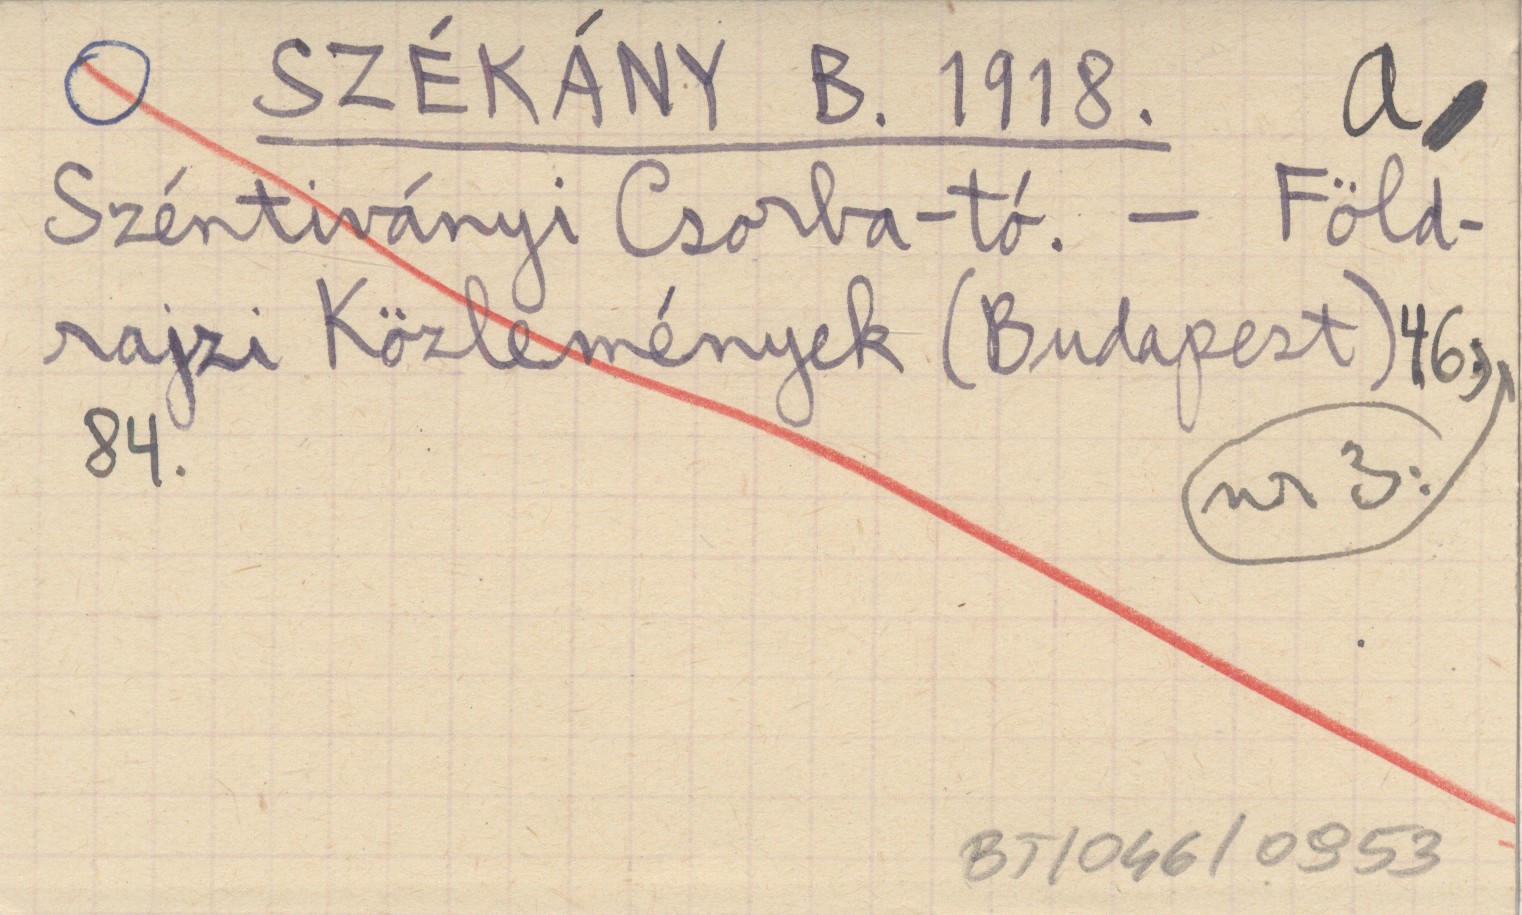 SZÉKÁNY B. 1918. a
Széntiványi Csorba-tó. — Föld-
rajzi Közlemények (Budapest) 46,
84.
nr 3:
BT/046/0953